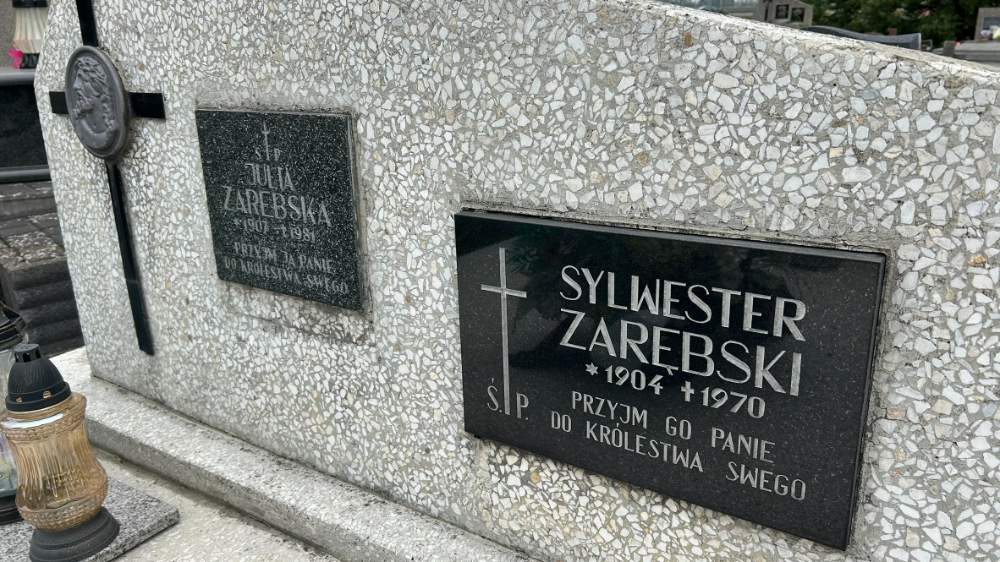 Ś P
JULIA
ZARĘBSKA
*1907 †1981
PRZYJM JĄ PANIE
DO KRÓLESTWA SWEGO
SYLWESTER
ZARĘBSKI
*1904 †1970
Ś.P.
PRZYJM GO PANIE
DO KRÓLESTWA SWEGO